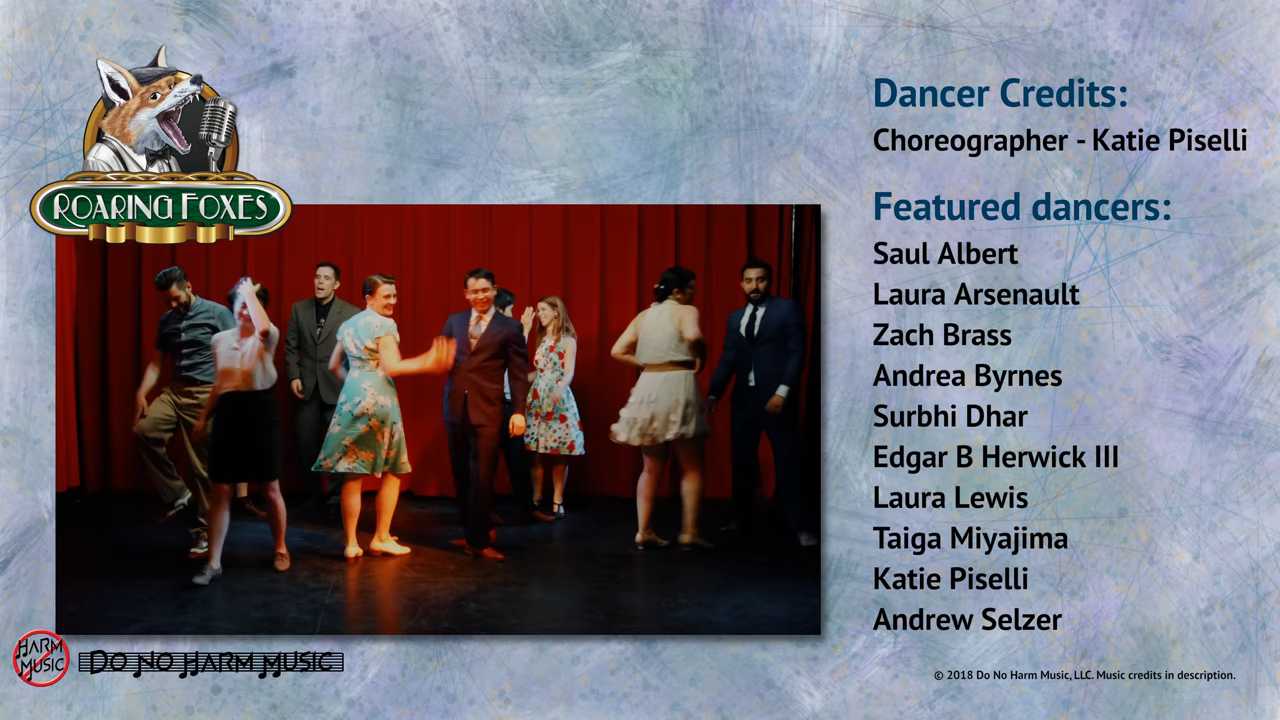 ROARING FOXES
Dancer Credits:
Choreographer - Katie Piselli
Featured dancers:
Saul Albert
Laura Arsenault
Zach Brass
Andrea Byrnes
Surbhi Dhar
Edgar B Herwick III
Laura Lewis
Taiga Miyajima
Katie Piselli
Andrew Selzer
HARM
MUSIC
DO NO HARM MUSIC
© 2018 Do No Harm Music, LLC. Music credits in description.